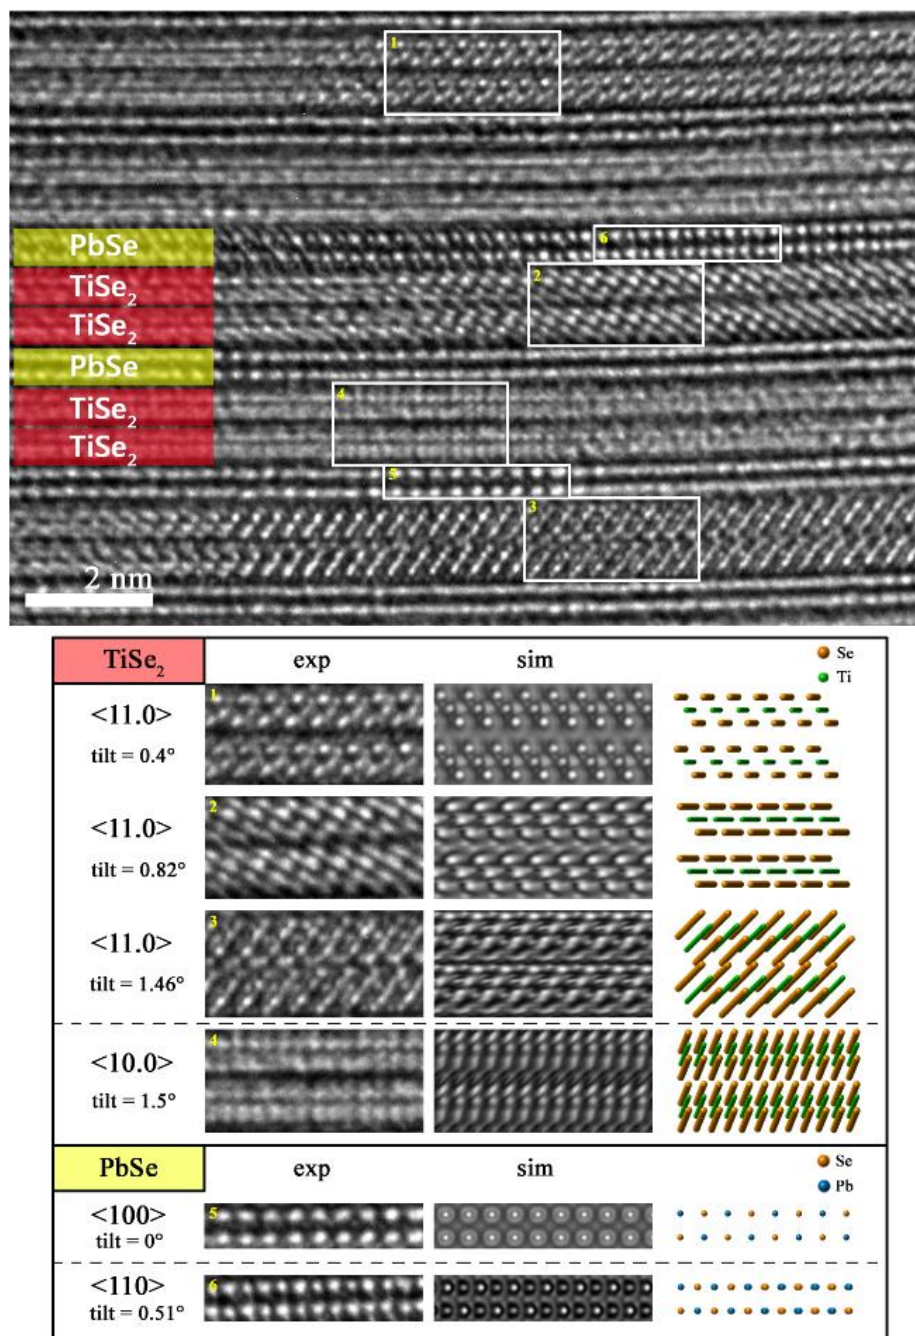 1
PbSe
6
TiSe₂
2
TiSe₂
PbSe
4
TiSe₂
TiSe₂
5
3
2 nm
TiSe₂ exp sim Se
Ti
<11.0>
tilt = 0.4°
1
<11.0>
tilt = 0.82°
2
<11.0>
tilt = 1.46°
3
<10.0>
tilt = 1.5°
4
PbSe exp sim Se
Pb
<100>
tilt = 0°
5
<110>
tilt = 0.51°
6